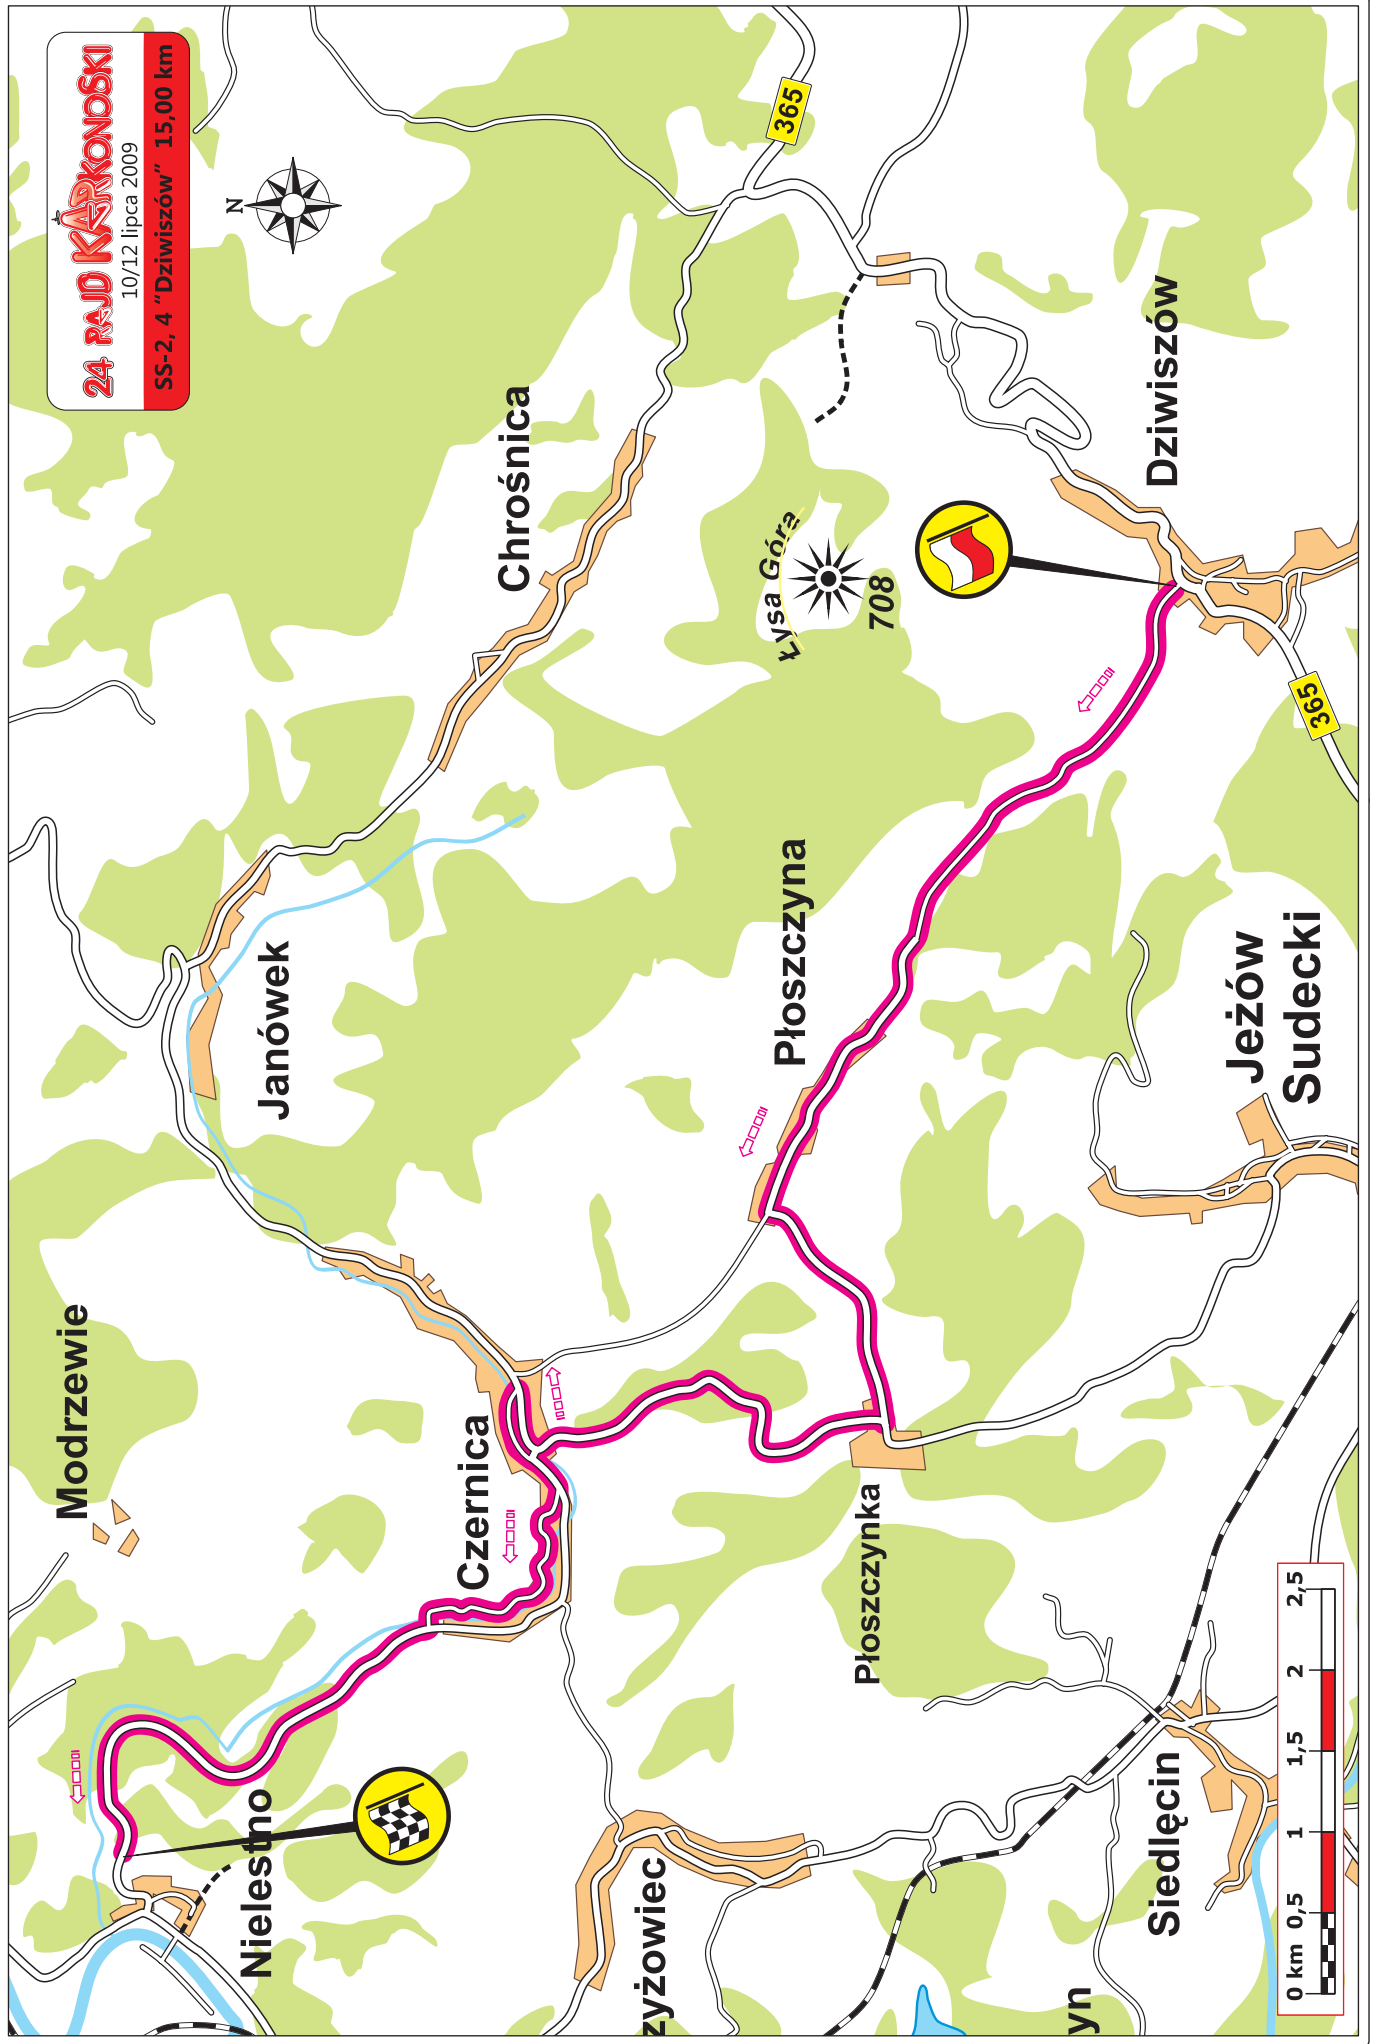 24 RAJD KARKONOSKI
10/12 lipca 2009
SS-2, 4 "Dziwiszów" 15,00 km
N
Modrzewie
Nielestno
Janówek
Czernica
Chrośnica
zyżowiec
Płoszczyna
Łysa Góra
708
365
Płoszczynka
Dziwiszów
365
Jeżów
Sudecki
Siedlęcin
yn
0 km 0,5 1 1,5 2 2,5